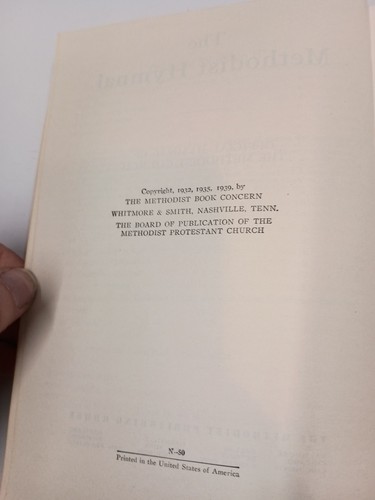 Copyright, 1932, 1935, 1939, by
THE METHODIST BOOK CONCERN
WHITMORE & SMITH, NASHVILLE, TENN.
THE BOARD OF PUBLICATION OF THE
METHODIST PROTESTANT CHURCH
N-50
Printed in the United States of America